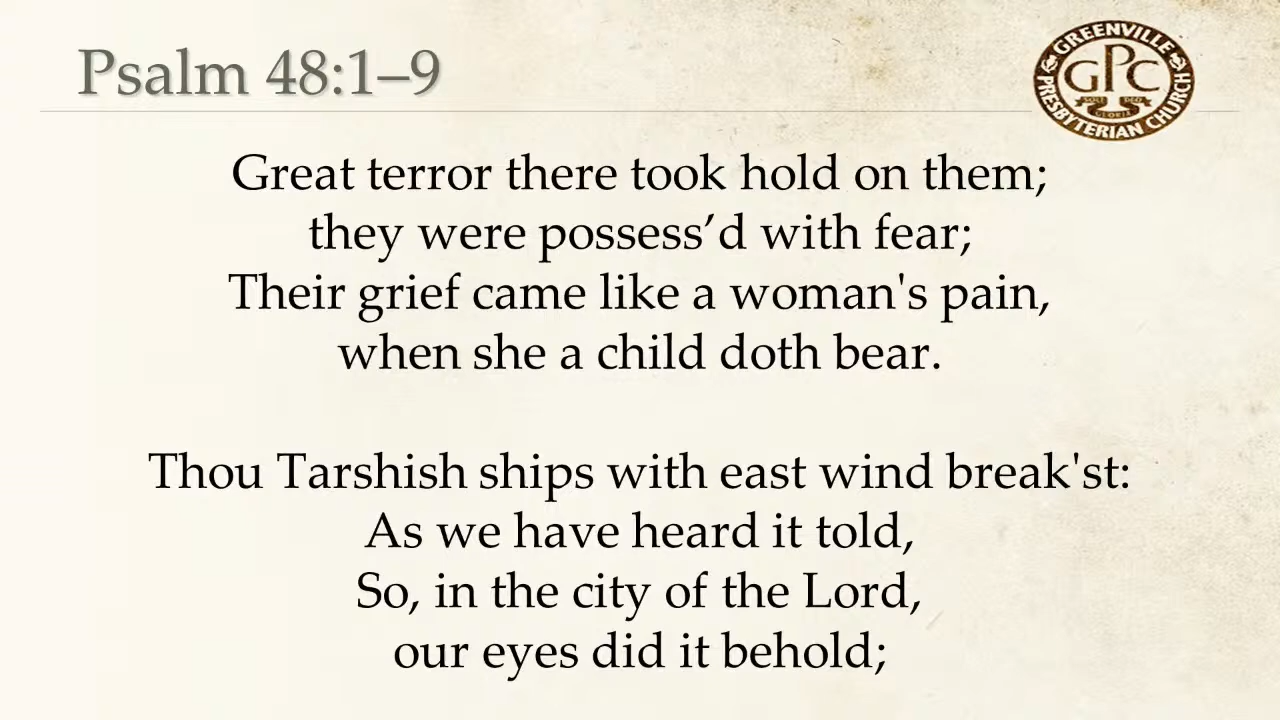 Psalm 48:1–9
GREENVILLE
GPC
SOLI DEO
GLORIA
PRESBYTERIAN CHURCH
Great terror there took hold on them;
they were possess’d with fear;
Their grief came like a woman's pain,
when she a child doth bear.
Thou Tarshish ships with east wind break'st:
As we have heard it told,
So, in the city of the Lord,
our eyes did it behold;